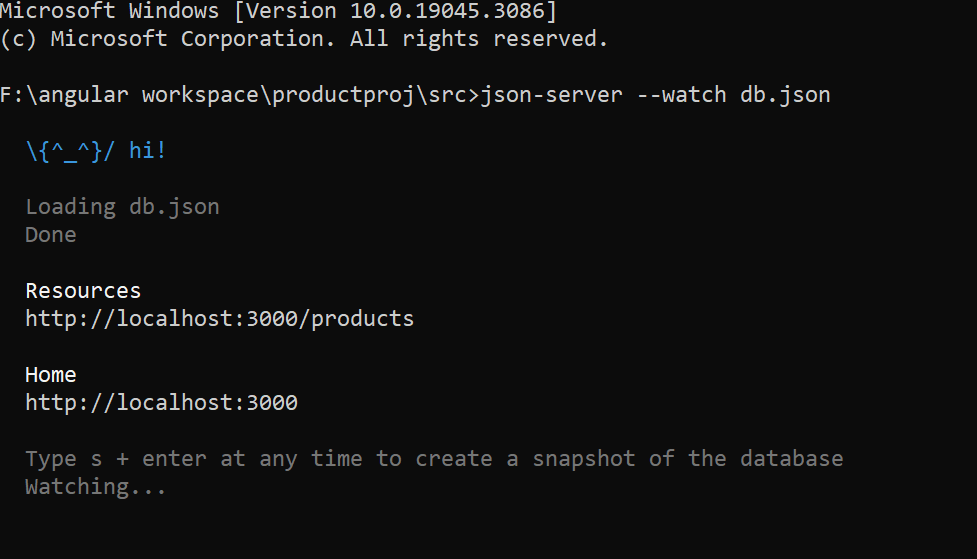 Microsoft Windows [Version 10.0.19045.3086]
(c) Microsoft Corporation. All rights reserved.
F:\angular workspace\productproj\src>json-server --watch db.json
\{^_^}/ hi!
Loading db.json
Done
Resources
http://localhost:3000/products
Home
http://localhost:3000
Type s + enter at any time to create a snapshot of the database
Watching...